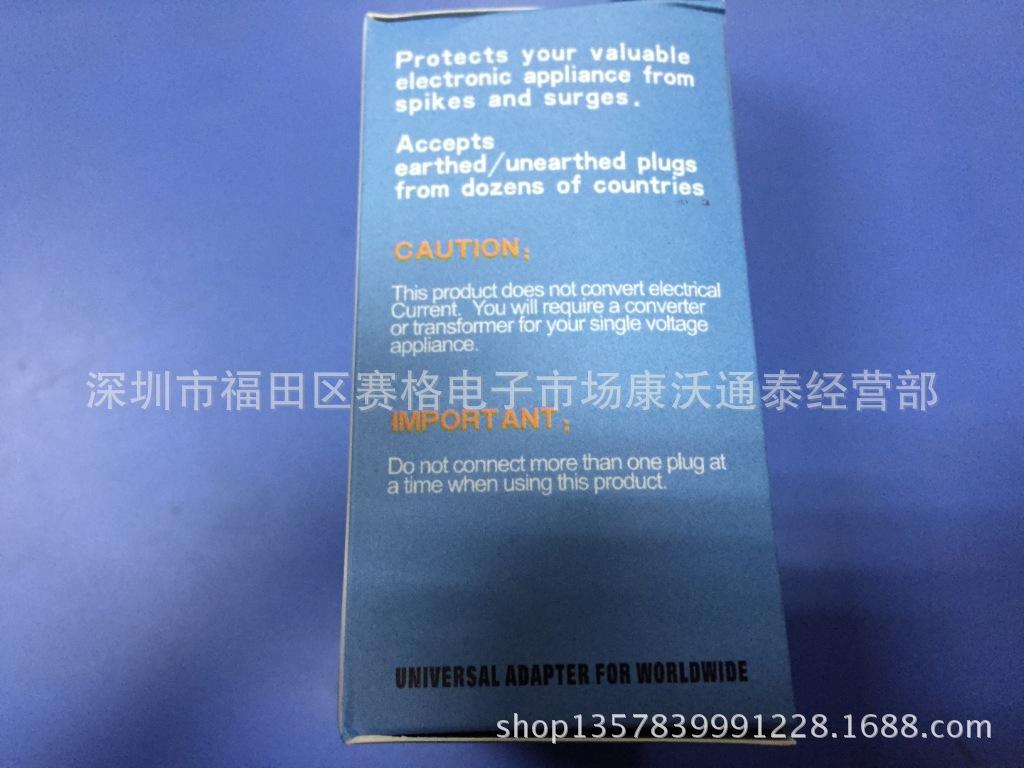 Protects your valuable
electronic appliance from
spikes and surges.
Accepts
earthed/unearthed plugs
from dozens of countries
CAUTION:
This product does not convert electrical
Current. You will require a converter
or transformer for your single voltage
appliance.
深圳市福田区赛格电子市场康沃通泰经营部
IMPORTANT:
Do not connect more than one plug at
a time when using this product.
UNIVERSAL ADAPTER FOR WORLDWIDE
shop1357839991228.1688.com